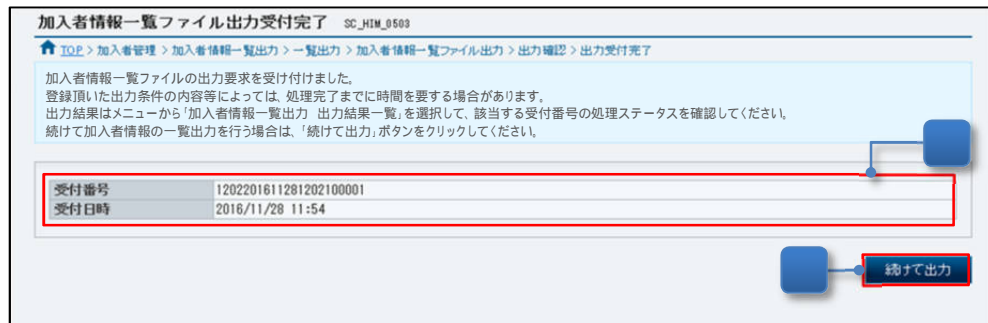 加入者情報一覧ファイル出力受付完了 SC_HIM_0503
TOP > 加入者管理 > 加入者情報一覧出力 > 一覧出力 > 加入者情報一覧ファイル出力 > 出力確認 > 出力受付完了
加入者情報一覧ファイルの出力要求を受け付けました。
登録頂いた出力条件の内容等によっては、処理完了までに時間を要する場合があります。
出力結果はメニューから「加入者情報一覧出力 出力結果一覧」を選択して、該当する受付番号の処理ステータスを確認してください。
続けて加入者情報の一覧出力を行う場合は、「続けて出力」ボタンをクリックしてください。
受付番号 1202201611281202100001
受付日時 2016/11/28 11:54
続けて出力